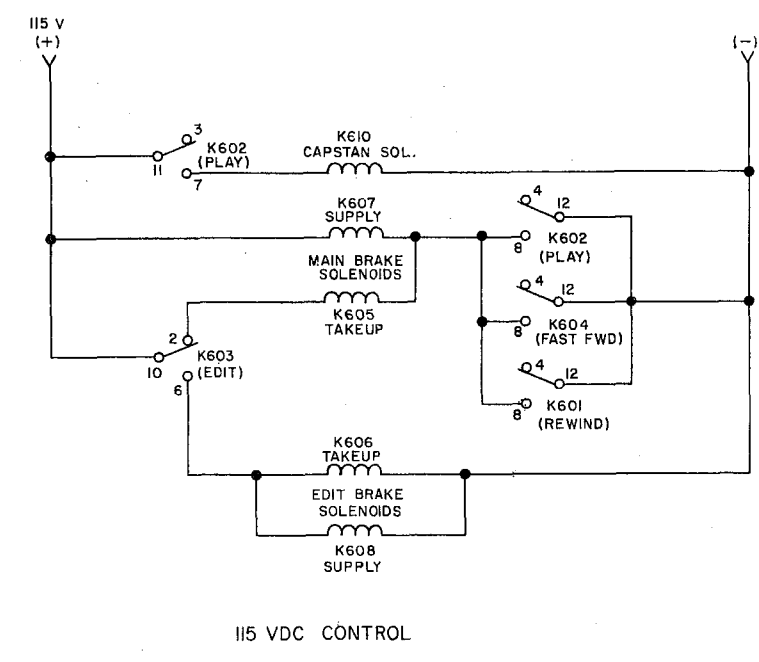 115 V
(+)
(-)
3
K602
(PLAY)
11
7
K610
CAPSTAN SOL.
K607
SUPPLY
4
12
8
K602
(PLAY)
MAIN BRAKE
SOLENOIDS
K605
TAKEUP
4
12
8
K604
(FAST FWD)
2
K603
(EDIT)
10
6
4
12
8
K601
(REWIND)
K606
TAKEUP
EDIT BRAKE
SOLENOIDS
K608
SUPPLY
115 VDC CONTROL